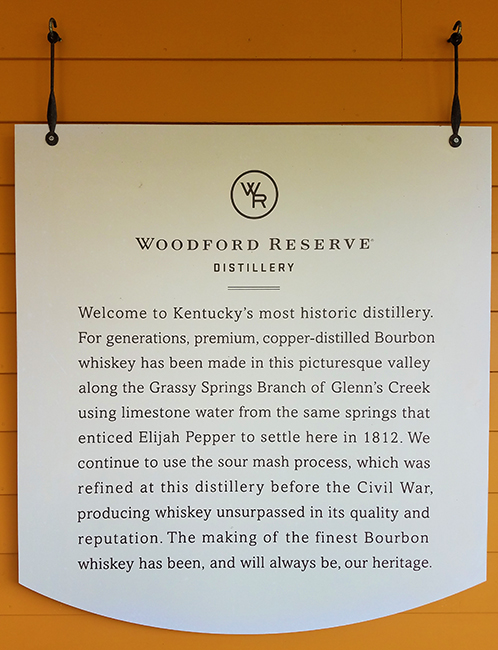 WR
WOODFORD RESERVE®
DISTILLERY
Welcome to Kentucky's most historic distillery.
For generations, premium, copper-distilled Bourbon
whiskey has been made in this picturesque valley
along the Grassy Springs Branch of Glenn's Creek
using limestone water from the same springs that
enticed Elijah Pepper to settle here in 1812. We
continue to use the sour mash process, which was
refined at this distillery before the Civil War,
producing whiskey unsurpassed in its quality and
reputation. The making of the finest Bourbon
whiskey has been, and will always be, our heritage.